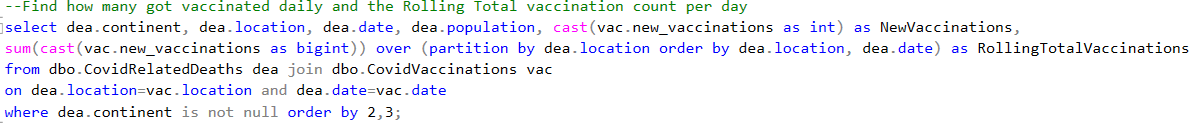 --Find how many got vaccinated daily and the Rolling Total vaccination count per day
select dea.continent, dea.location, dea.date, dea.population, cast(vac.new_vaccinations as int) as NewVaccinations,
sum(cast(vac.new_vaccinations as bigint)) over (partition by dea.location order by dea.location, dea.date) as RollingTotalVaccinations
from dbo.CovidRelatedDeaths dea join dbo.CovidVaccinations vac
on dea.location=vac.location and dea.date=vac.date
where dea.continent is not null order by 2,3;